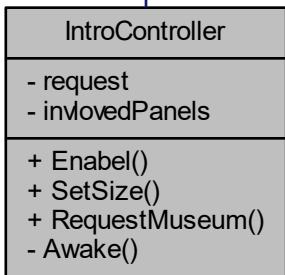 IntroController
- request
- invlovedPanels
+ Enabel()
+ SetSize()
+ RequestMuseum()
- Awake()